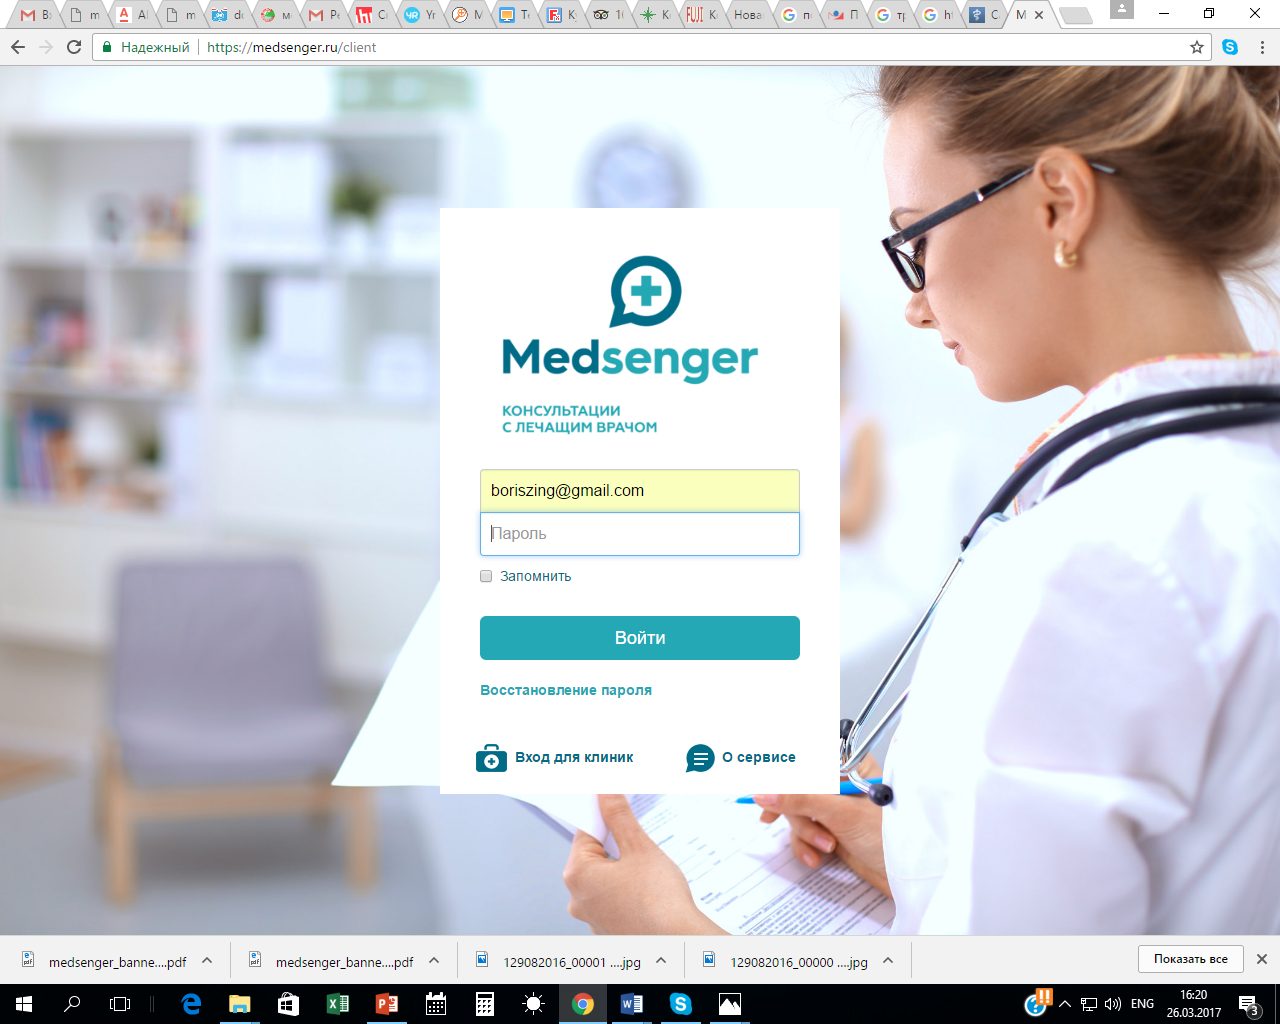 Надежный
https://medsenger.ru/client
Medsenger
КОНСУЛЬТАЦИИ
С ЛЕЧАЩИМ ВРАЧОМ
boriszing@gmail.com
Пароль
Запомнить
Войти
Восстановление пароля
Вход для клиник
О сервисе
medsenger_banne....pdf
medsenger_banne....pdf
129082016_00001 ....jpg
129082016_00000 ....jpg
Показать все
ENG
16:20
26.03.2017
3